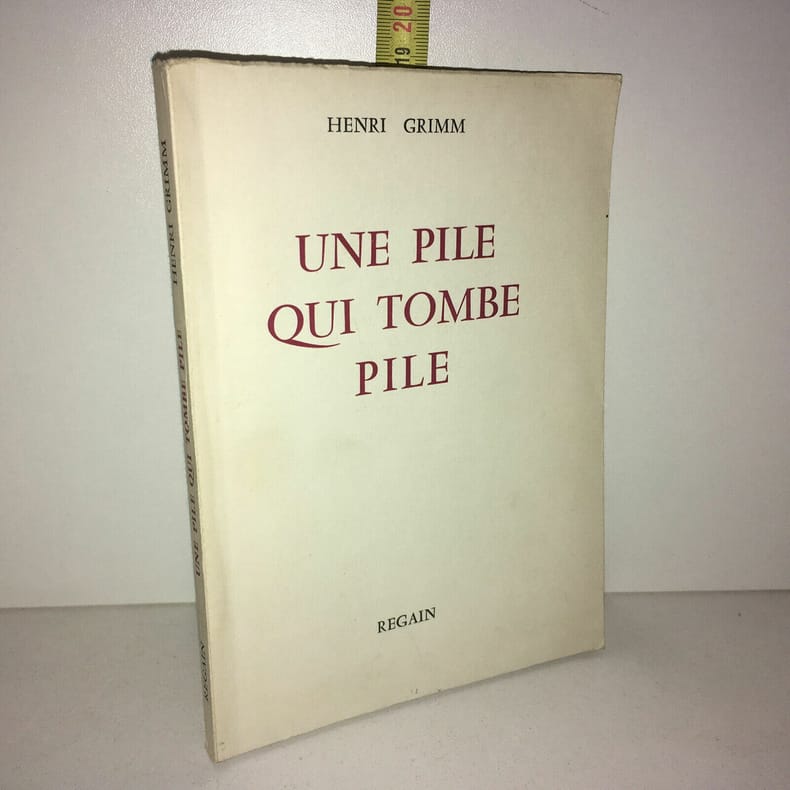 19 20
HENRI GRIMM
UNE PILE
QUI TOMBE
PILE
REGAIN
HENRI GRIMM
UNE PILE QUI TOMBE PILE
REGAIN